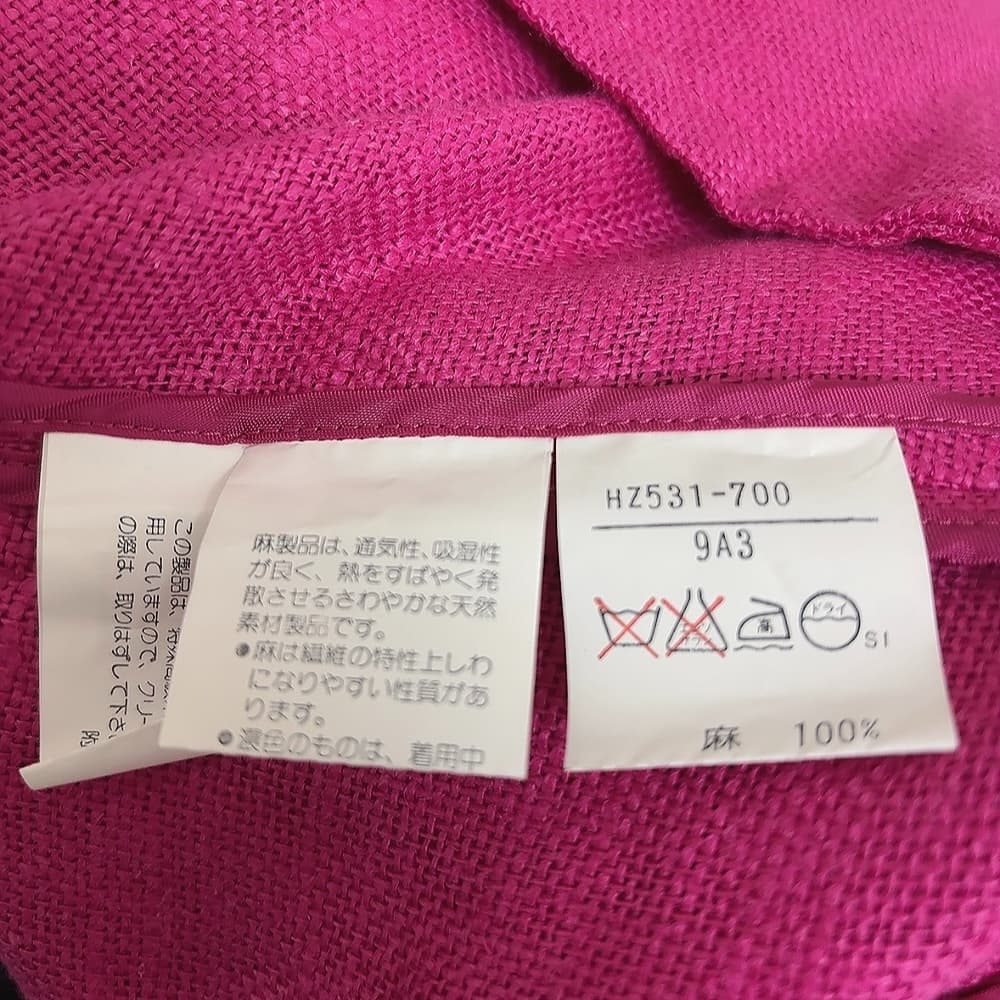 この製品は、
用していますので、クリー
の際は、取りはずして下さ
麻製品は、通気性、吸湿性
が良く、熱をすばやく発
散させるさわやかな天然
素材製品です。
●麻は繊維の特性上しわ
になりやすい性質があ
ります。
●濃色のものは、着用中
HZ531-700
9A3
高
ドライ
SI
麻 100%